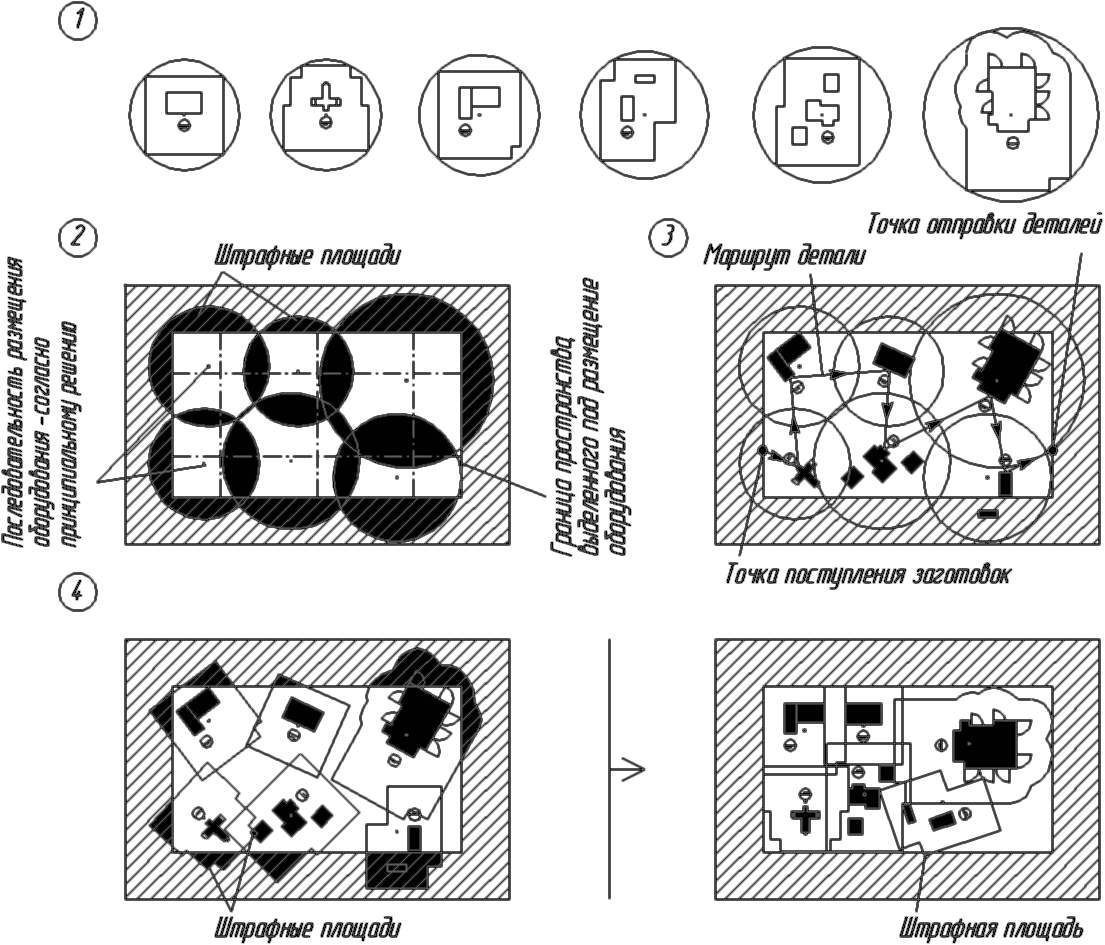 1
2
Штрафные площади
3
Точка отправки деталей
Маршрут детали
Последовательность размещения
оборудования -согласно
принципиальному решению
Граница пространства,
выделенного под размещение
оборудования
Точка поступления заготовок
4
Штрафные площади
Штрафная площадь